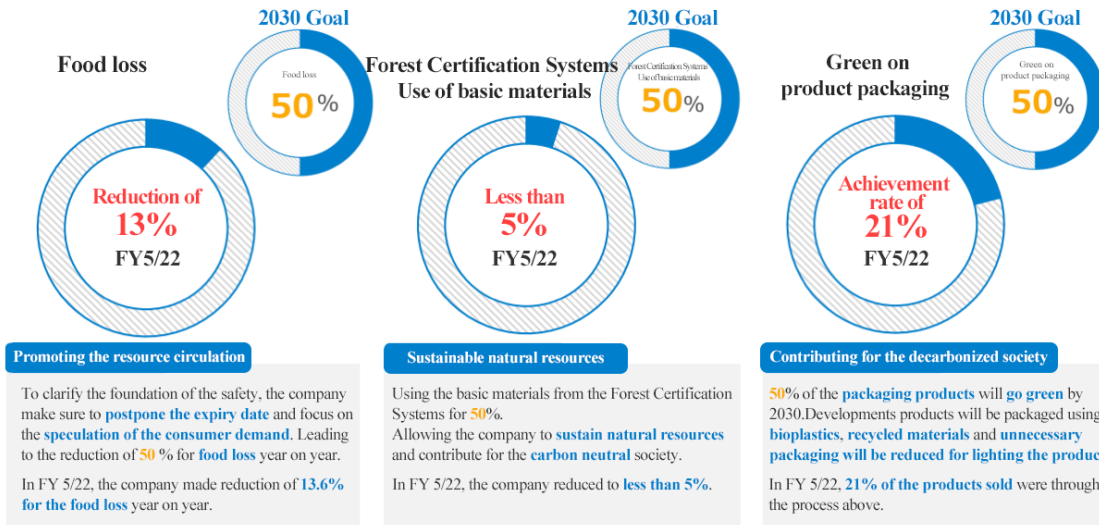 2030 Goal
Food loss
Food loss
50%
Reduction of
13%
FY5/22
Promoting the resource circulation
To clarify the foundation of the safety, the company
make sure to postpone the expiry date and focus on
the speculation of the consumer demand. Leading
to the reduction of 50 % for food loss year on year.
In FY 5/22, the company made reduction of 13.6%
for the food loss year on year.
2030 Goal
Forest Certification Systems
Use of basic materials
Forest Certification Systems
Use of basic materials
50%
Less than
5%
FY5/22
Sustainable natural resources
Using the basic materials from the Forest Certification
Systems for 50%.
Allowing the company to sustain natural resources
and contribute for the carbon neutral society.
In FY 5/22, the company reduced to less than 5%.
2030 Goal
Green on
product packaging
Green on
product packaging
50%
Achievement
rate of
21%
FY5/22
Contributing for the decarbonized society
50% of the packaging products will go green by
2030.Developments products will be packaged using
bioplastics, recycled materials and unnecessary
packaging will be reduced for lighting the produc
In FY 5/22, 21% of the products sold were through
the process above.